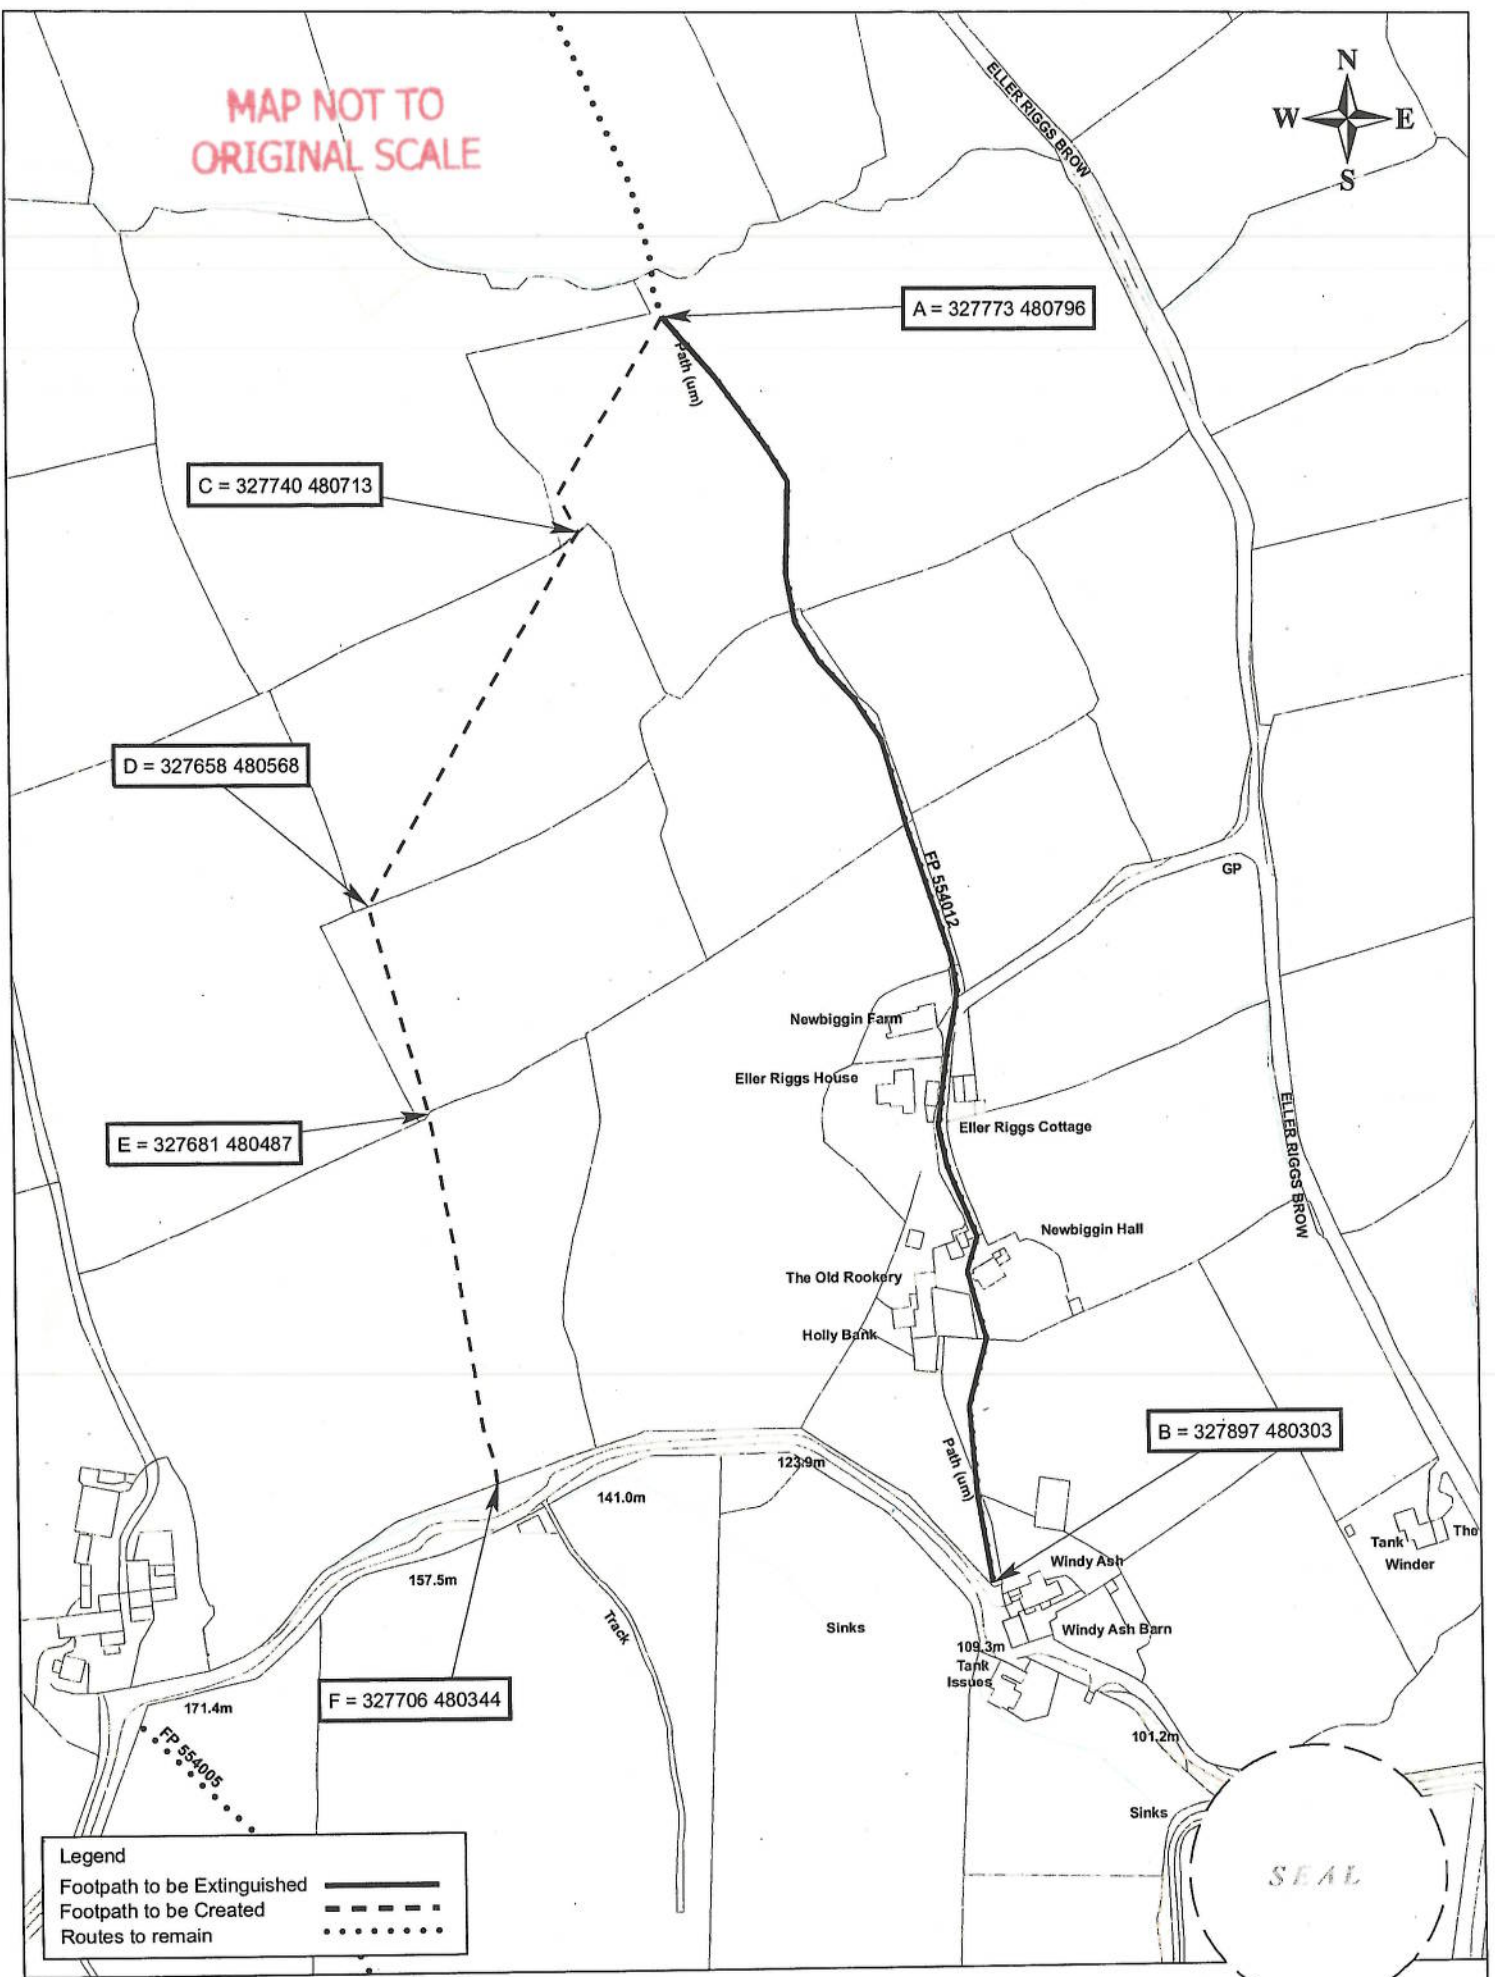 MAP NOT TO
ORIGINAL SCALE
N
W E
S
ELLER RIGGS BROW
A = 327773 480796
Path (um)
C = 327740 480713
D = 327658 480568
FP 554012
GP
Newbiggin Farm
Eller Riggs House
E = 327681 480487
Eller Riggs Cottage
ELLER RIGGS BROW
Newbiggin Hall
The Old Rookery
Holly Bank
B = 327897 480303
Path (um)
123.9m
141.0m
157.5m
Track
Sinks
Windy Ash
Windy Ash Barn
Tank
The
Winder
109.3m
Tank
Issues
F = 327706 480344
171.4m
FP 554005
101.2m
Sinks
SEAL
Legend
Footpath to be Extinguished
Footpath to be Created
Routes to remain